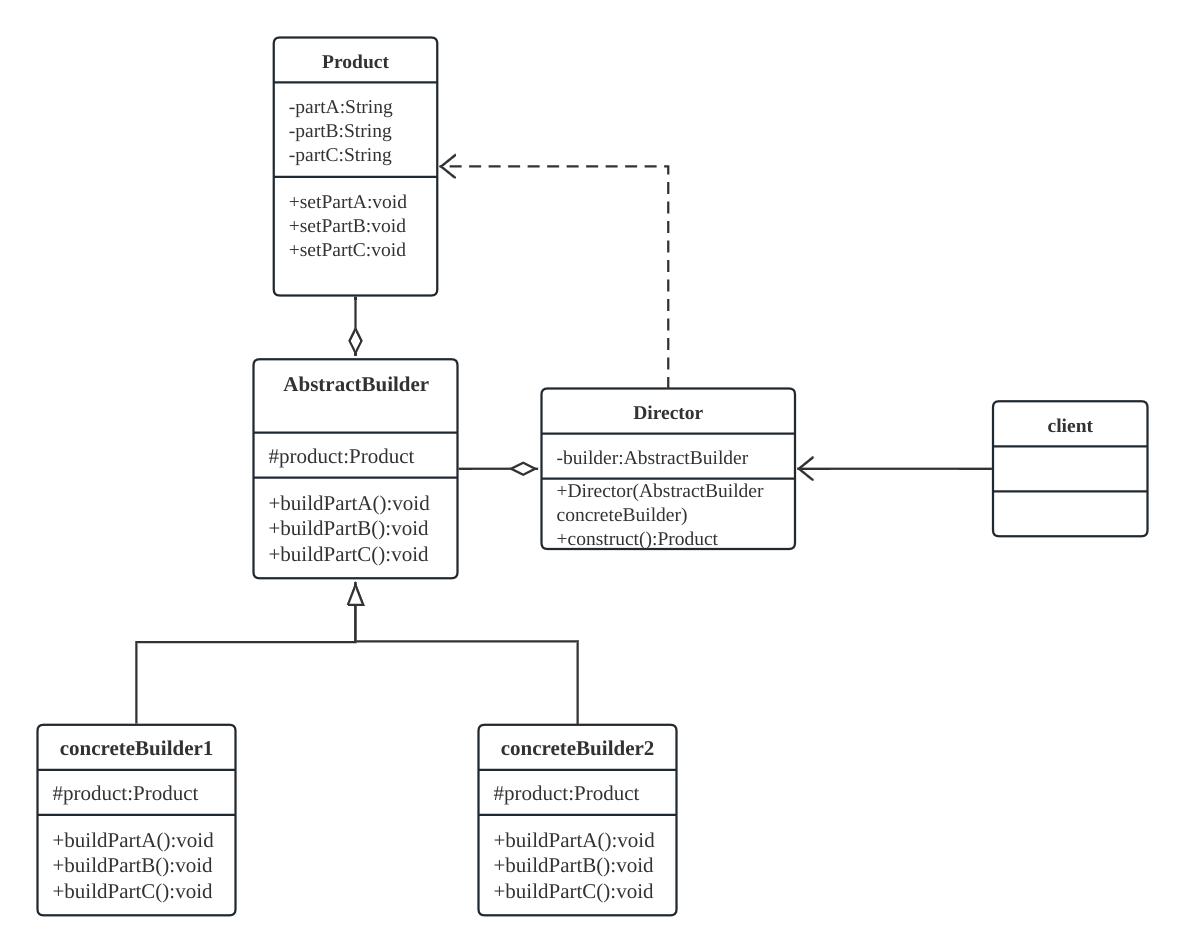 Product
-partA:String
-partB:String
-partC:String
+setPartA:void
+setPartB:void
+setPartC:void
AbstractBuilder
#product:Product
+buildPartA():void
+buildPartB():void
+buildPartC():void
Director
-builder:AbstractBuilder
+Director(AbstractBuilder
concreteBuilder)
+construct():Product
client
concreteBuilder1
#product:Product
+buildPartA():void
+buildPartB():void
+buildPartC():void
concreteBuilder2
#product:Product
+buildPartA():void
+buildPartB():void
+buildPartC():void